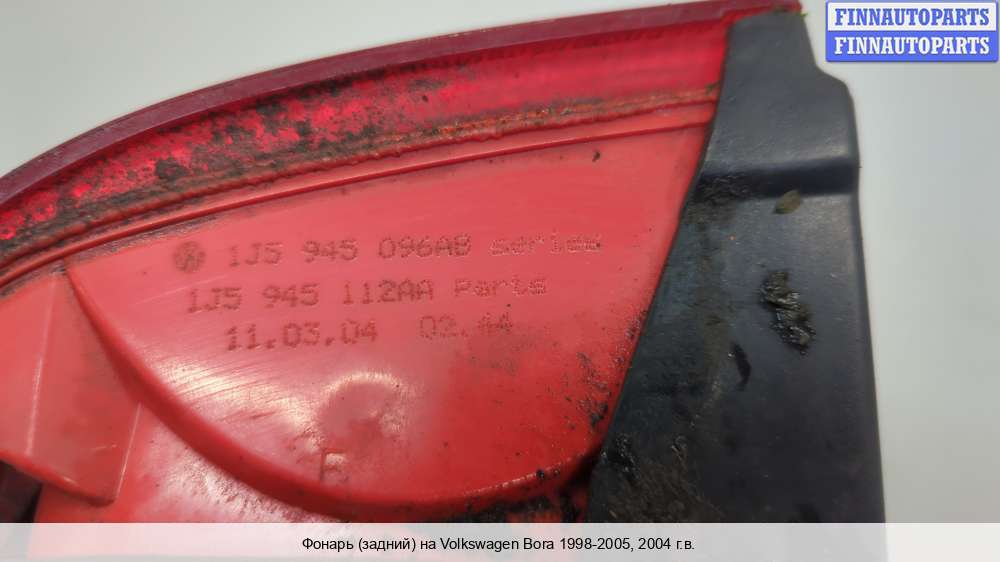 FINNAUTOPARTS
FINNAUTOPARTS
1J5 945 096AB series
1J5 945 112AA Parts
11.03.04 02.44
Фонарь (задний) на Volkswagen Bora 1998-2005, 2004 г.в.